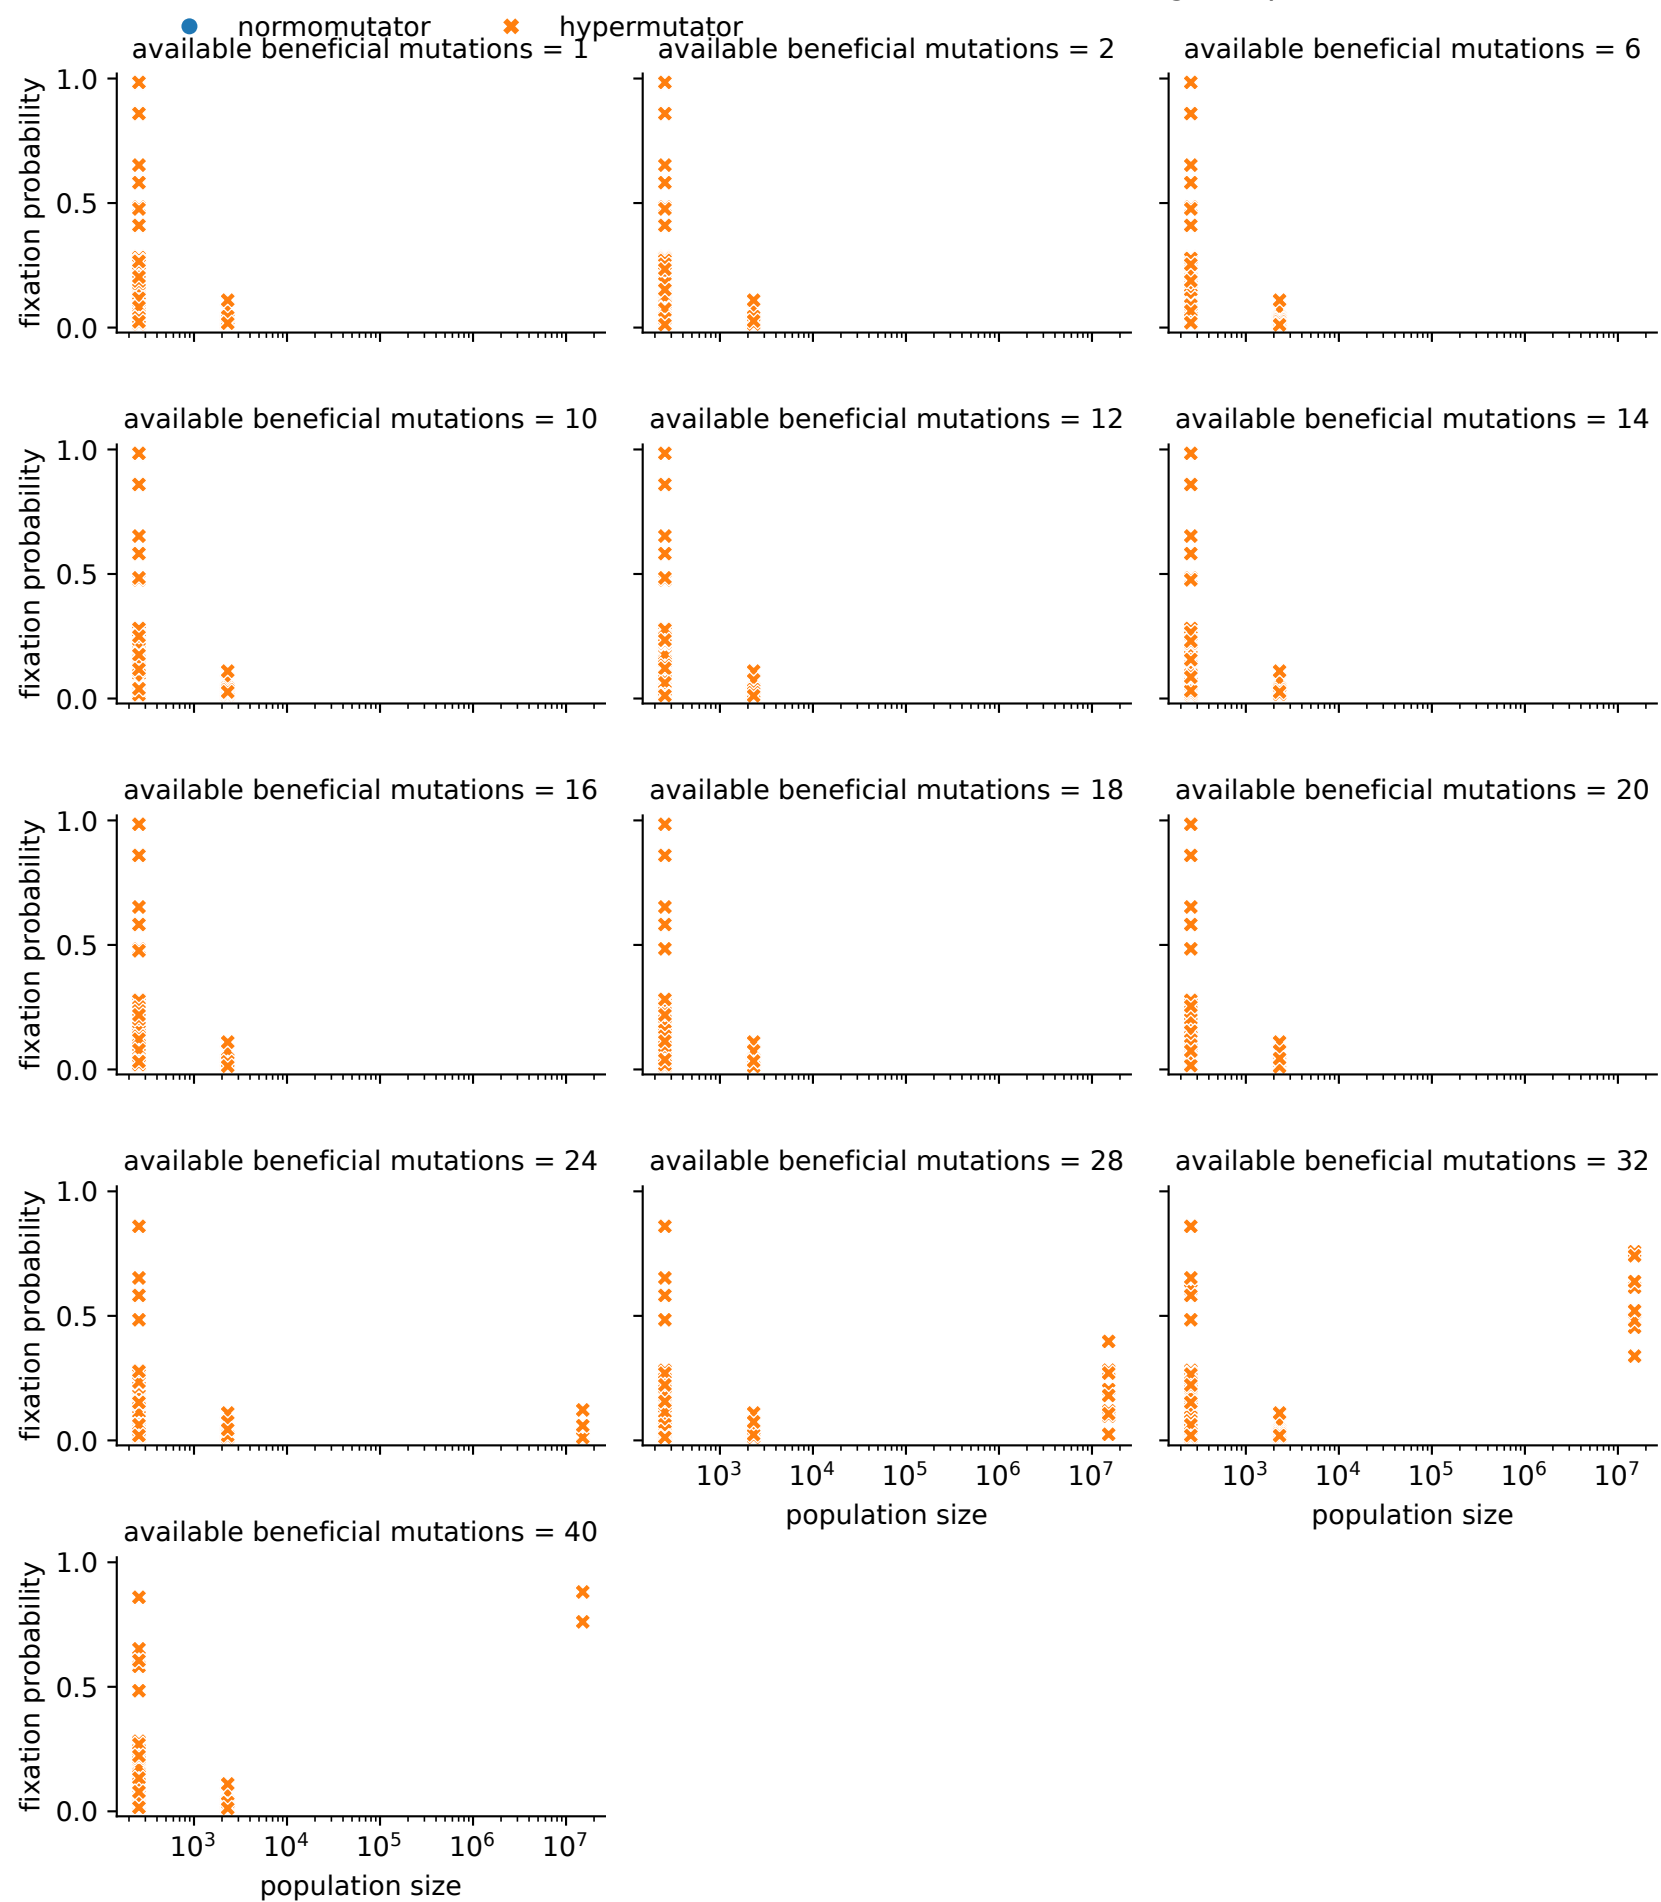 normomutator hypermutator
available beneficial mutations = 1 available beneficial mutations = 2 available beneficial mutations = 6
fixation probability
1.0
0.5
0.0
available beneficial mutations = 10 available beneficial mutations = 12 available beneficial mutations = 14
fixation probability
1.0
0.5
0.0
available beneficial mutations = 16 available beneficial mutations = 18 available beneficial mutations = 20
fixation probability
1.0
0.5
0.0
available beneficial mutations = 24 available beneficial mutations = 28 available beneficial mutations = 32
fixation probability
1.0
0.5
0.0
10³ 10⁴ 10⁵ 10⁶ 10⁷ 10³ 10⁴ 10⁵ 10⁶ 10⁷
population size population size
available beneficial mutations = 40
fixation probability
1.0
0.5
0.0
10³ 10⁴ 10⁵ 10⁶ 10⁷
population size